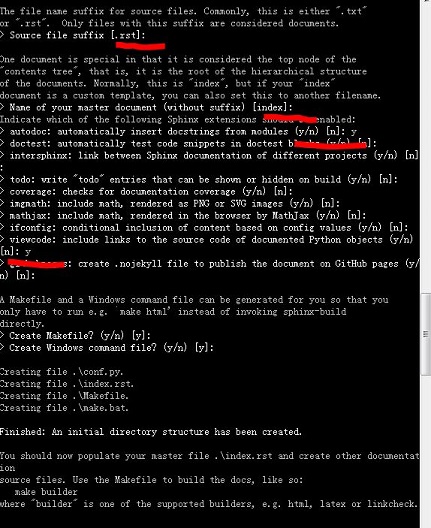 The file name suffix for source files. Commonly, this is either ".txt"
or ".rst". Only files with this suffix are considered documents.
> Source file suffix [.rst]:
One document is special in that it is considered the top node of the
"contents tree", that is, it is the root of the hierarchical structure
of the documents. Normally, this is "index", but if your "index"
document is a custom template, you can also set this to another filename.
> Name of your master document (without suffix) [index]:
Indicate which of the following Sphinx extensions should be enabled:
> autodoc: automatically insert docstrings from modules (y/n) [n]: y
> doctest: automatically test code snippets in doctest (y/n) [n]:
> intersphinx: link between Sphinx documentation of different projects (y/n) [n]
:
> todo: write "todo" entries that can be shown or hidden on build (y/n) [n]:
> coverage: checks for documentation coverage (y/n) [n]:
> imgmath: include math, rendered as PNG or SVG images (y/n) [n]:
> mathjax: include math, rendered in the browser by MathJax (y/n) [n]:
> ifconfig: conditional inclusion of content based on config values (y/n) [n]:
> viewcode: include links to the source code of documented Python objects (y/n)
[n]: y
> : create .nojekyll file to publish the document on GitHub pages (y/
n) [n]:
A Makefile and a Windows command file can be generated for you so that you
only have to run e.g. `make html' instead of invoking sphinx-build
directly.
> Create Makefile? (y/n) [y]:
> Create Windows command file? (y/n) [y]:
Creating file .\conf.py.
Creating file .\index.rst.
Creating file .\Makefile.
Creating file .\make.bat.
Finished: An initial directory structure has been created.
You should now populate your master file .\index.rst and create other documentat
ion
source files. Use the Makefile to build the docs, like so:
make builder
where "builder" is one of the supported builders, e.g. html, latex or linkcheck.